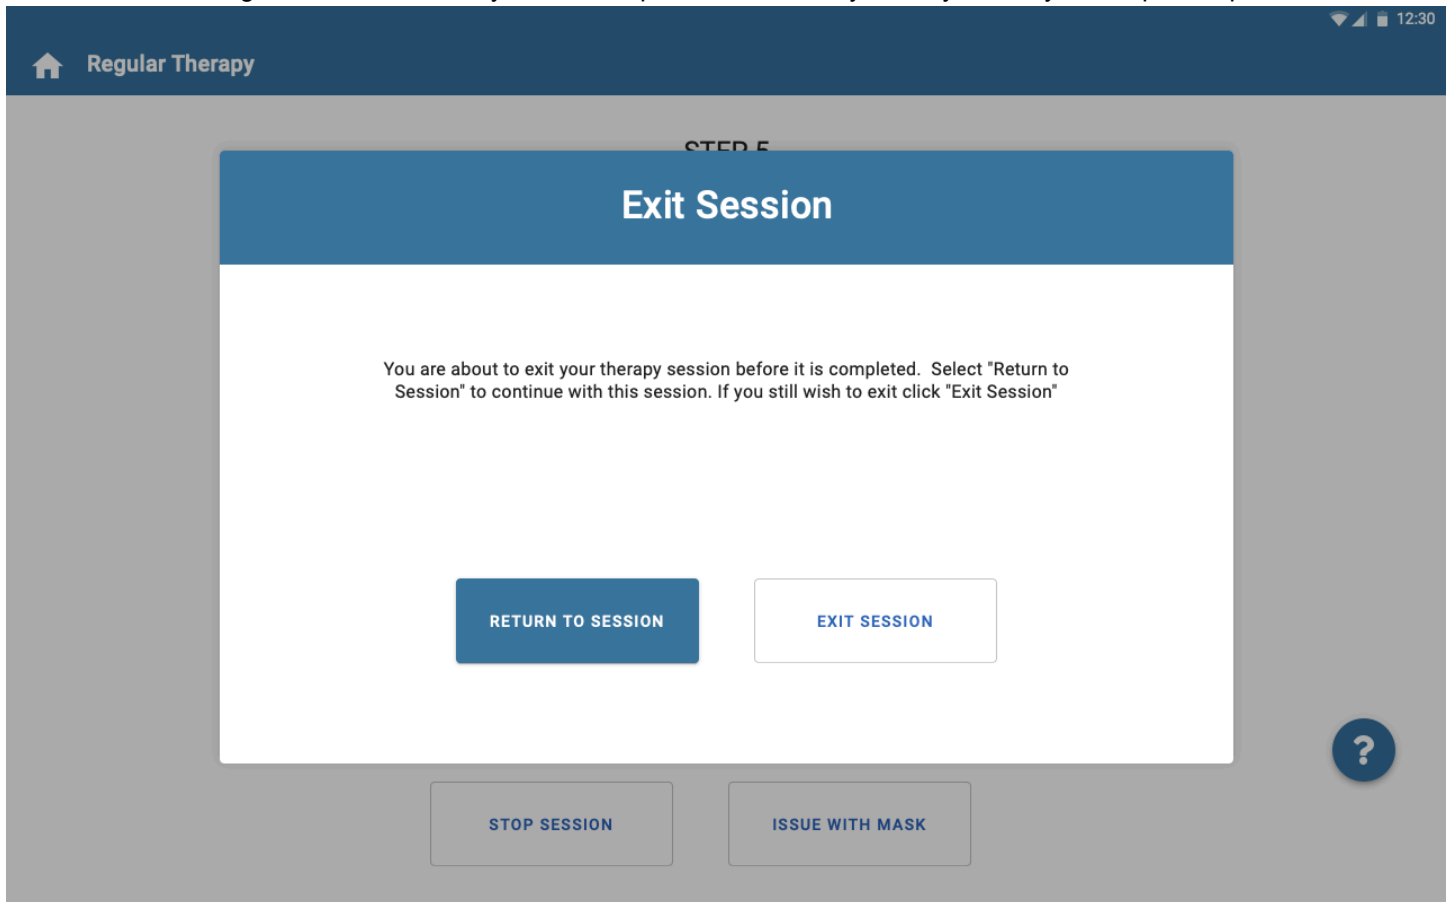 12:30
Regular Therapy
STEP 5
Exit Session
You are about to exit your therapy session before it is completed.  Select "Return to
Session" to continue with this session. If you still wish to exit click "Exit Session"
RETURN TO SESSION
EXIT SESSION
?
STOP SESSION
ISSUE WITH MASK